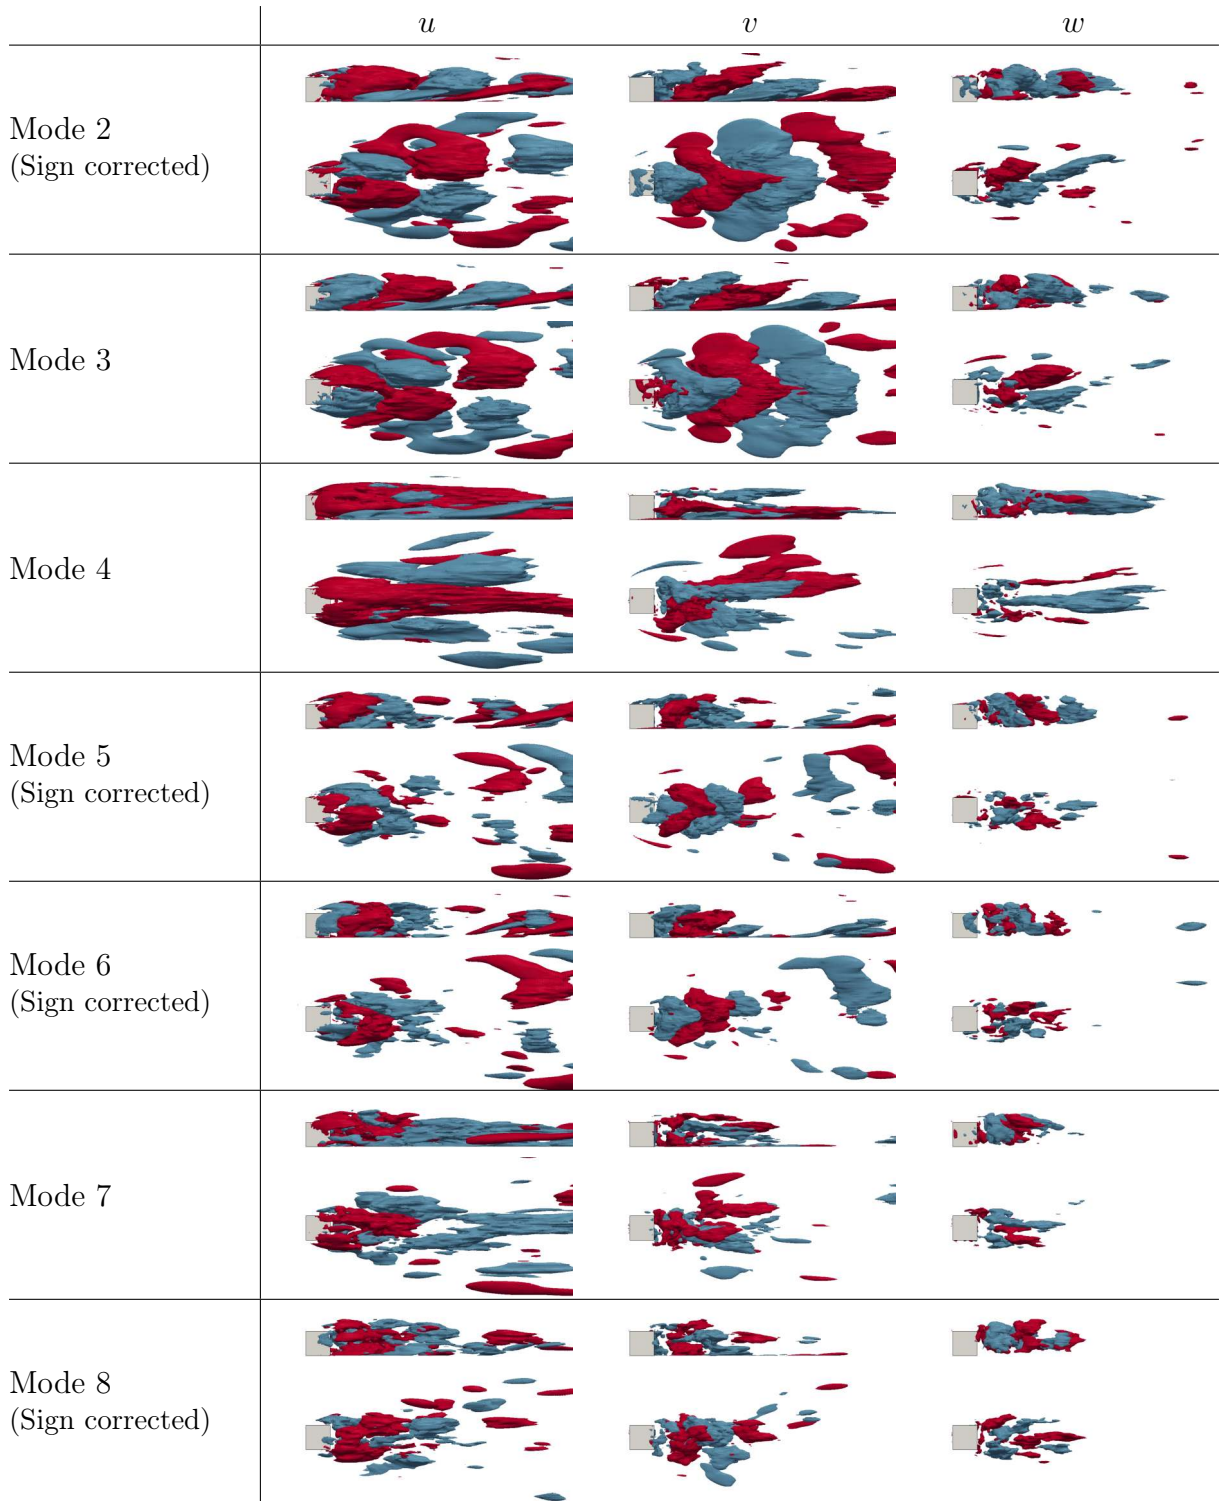 u v w
Mode 2
(Sign corrected)
Mode 3
Mode 4
Mode 5
(Sign corrected)
Mode 6
(Sign corrected)
Mode 7
Mode 8
(Sign corrected)